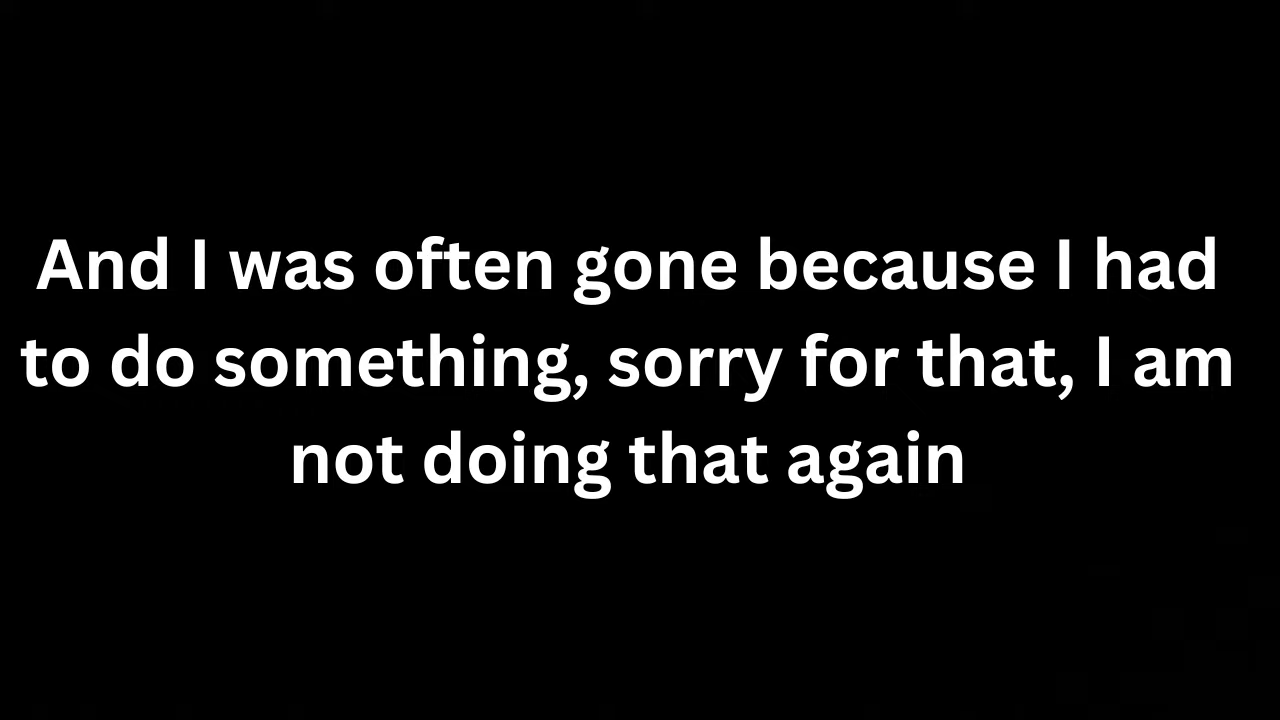 And I was often gone because I had
to do something, sorry for that, I am
not doing that again